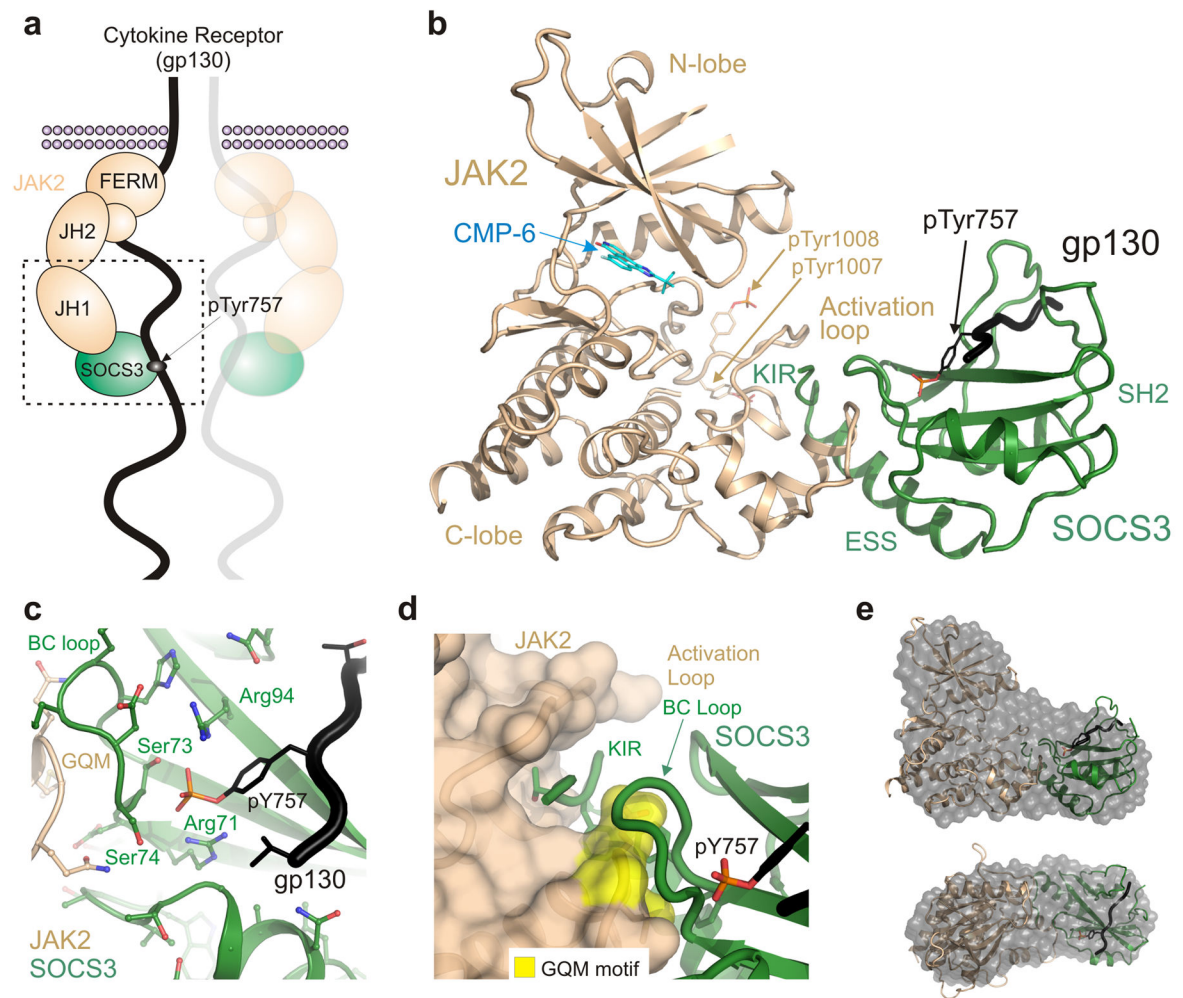 a
Cytokine Receptor
(gp130)
JAK2
FERM
JH2
JH1
pTyr757
SOCS3
b
N-lobe
JAK2
CMP-6
pTyr1008
pTyr1007
Activation
loop
pTyr757
gp130
KIR
SH2
C-lobe
ESS
SOCS3
c
BC loop
Arg94
Ser73
GQM
pY757
Arg71
Ser74
gp130
JAK2
SOCS3
d
JAK2
Activation
Loop
BC Loop
SOCS3
KIR
pY757
GQM motif
e